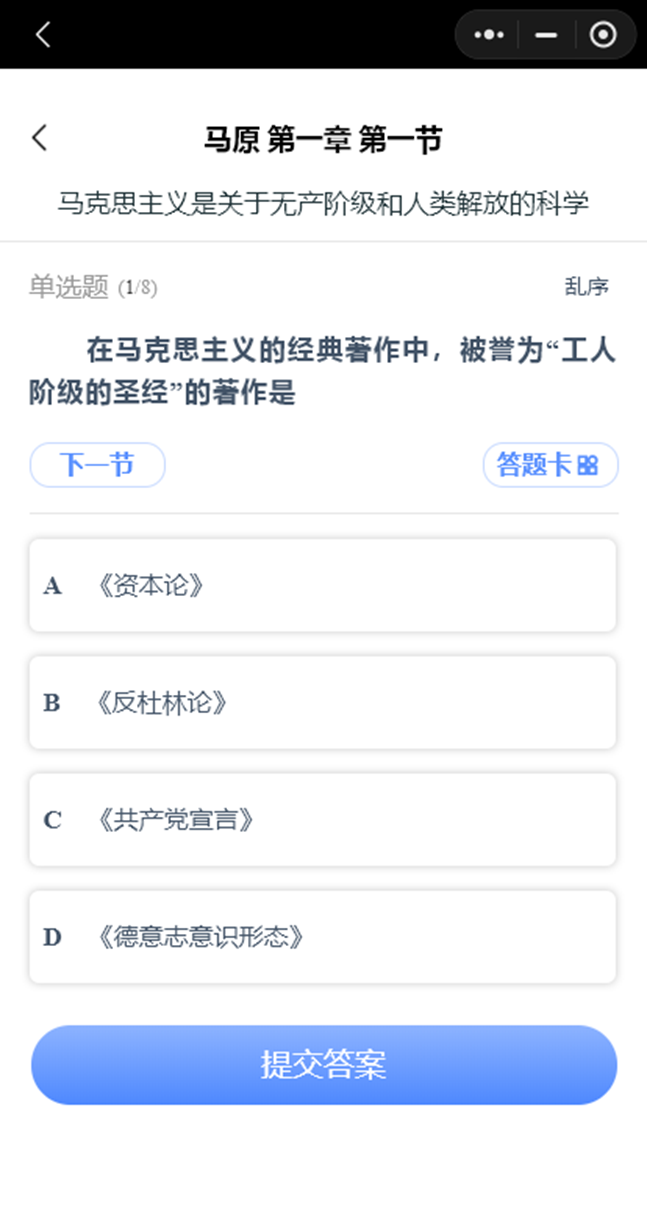 马原 第一章 第一节
马克思主义是关于无产阶级和人类解放的科学
单选题 (1/8)
乱序
在马克思主义的经典著作中，被誉为“工人
阶级的圣经”的著作是
下一节
答题卡
A 《资本论》
B 《反杜林论》
C 《共产党宣言》
D 《德意志意识形态》
提交答案